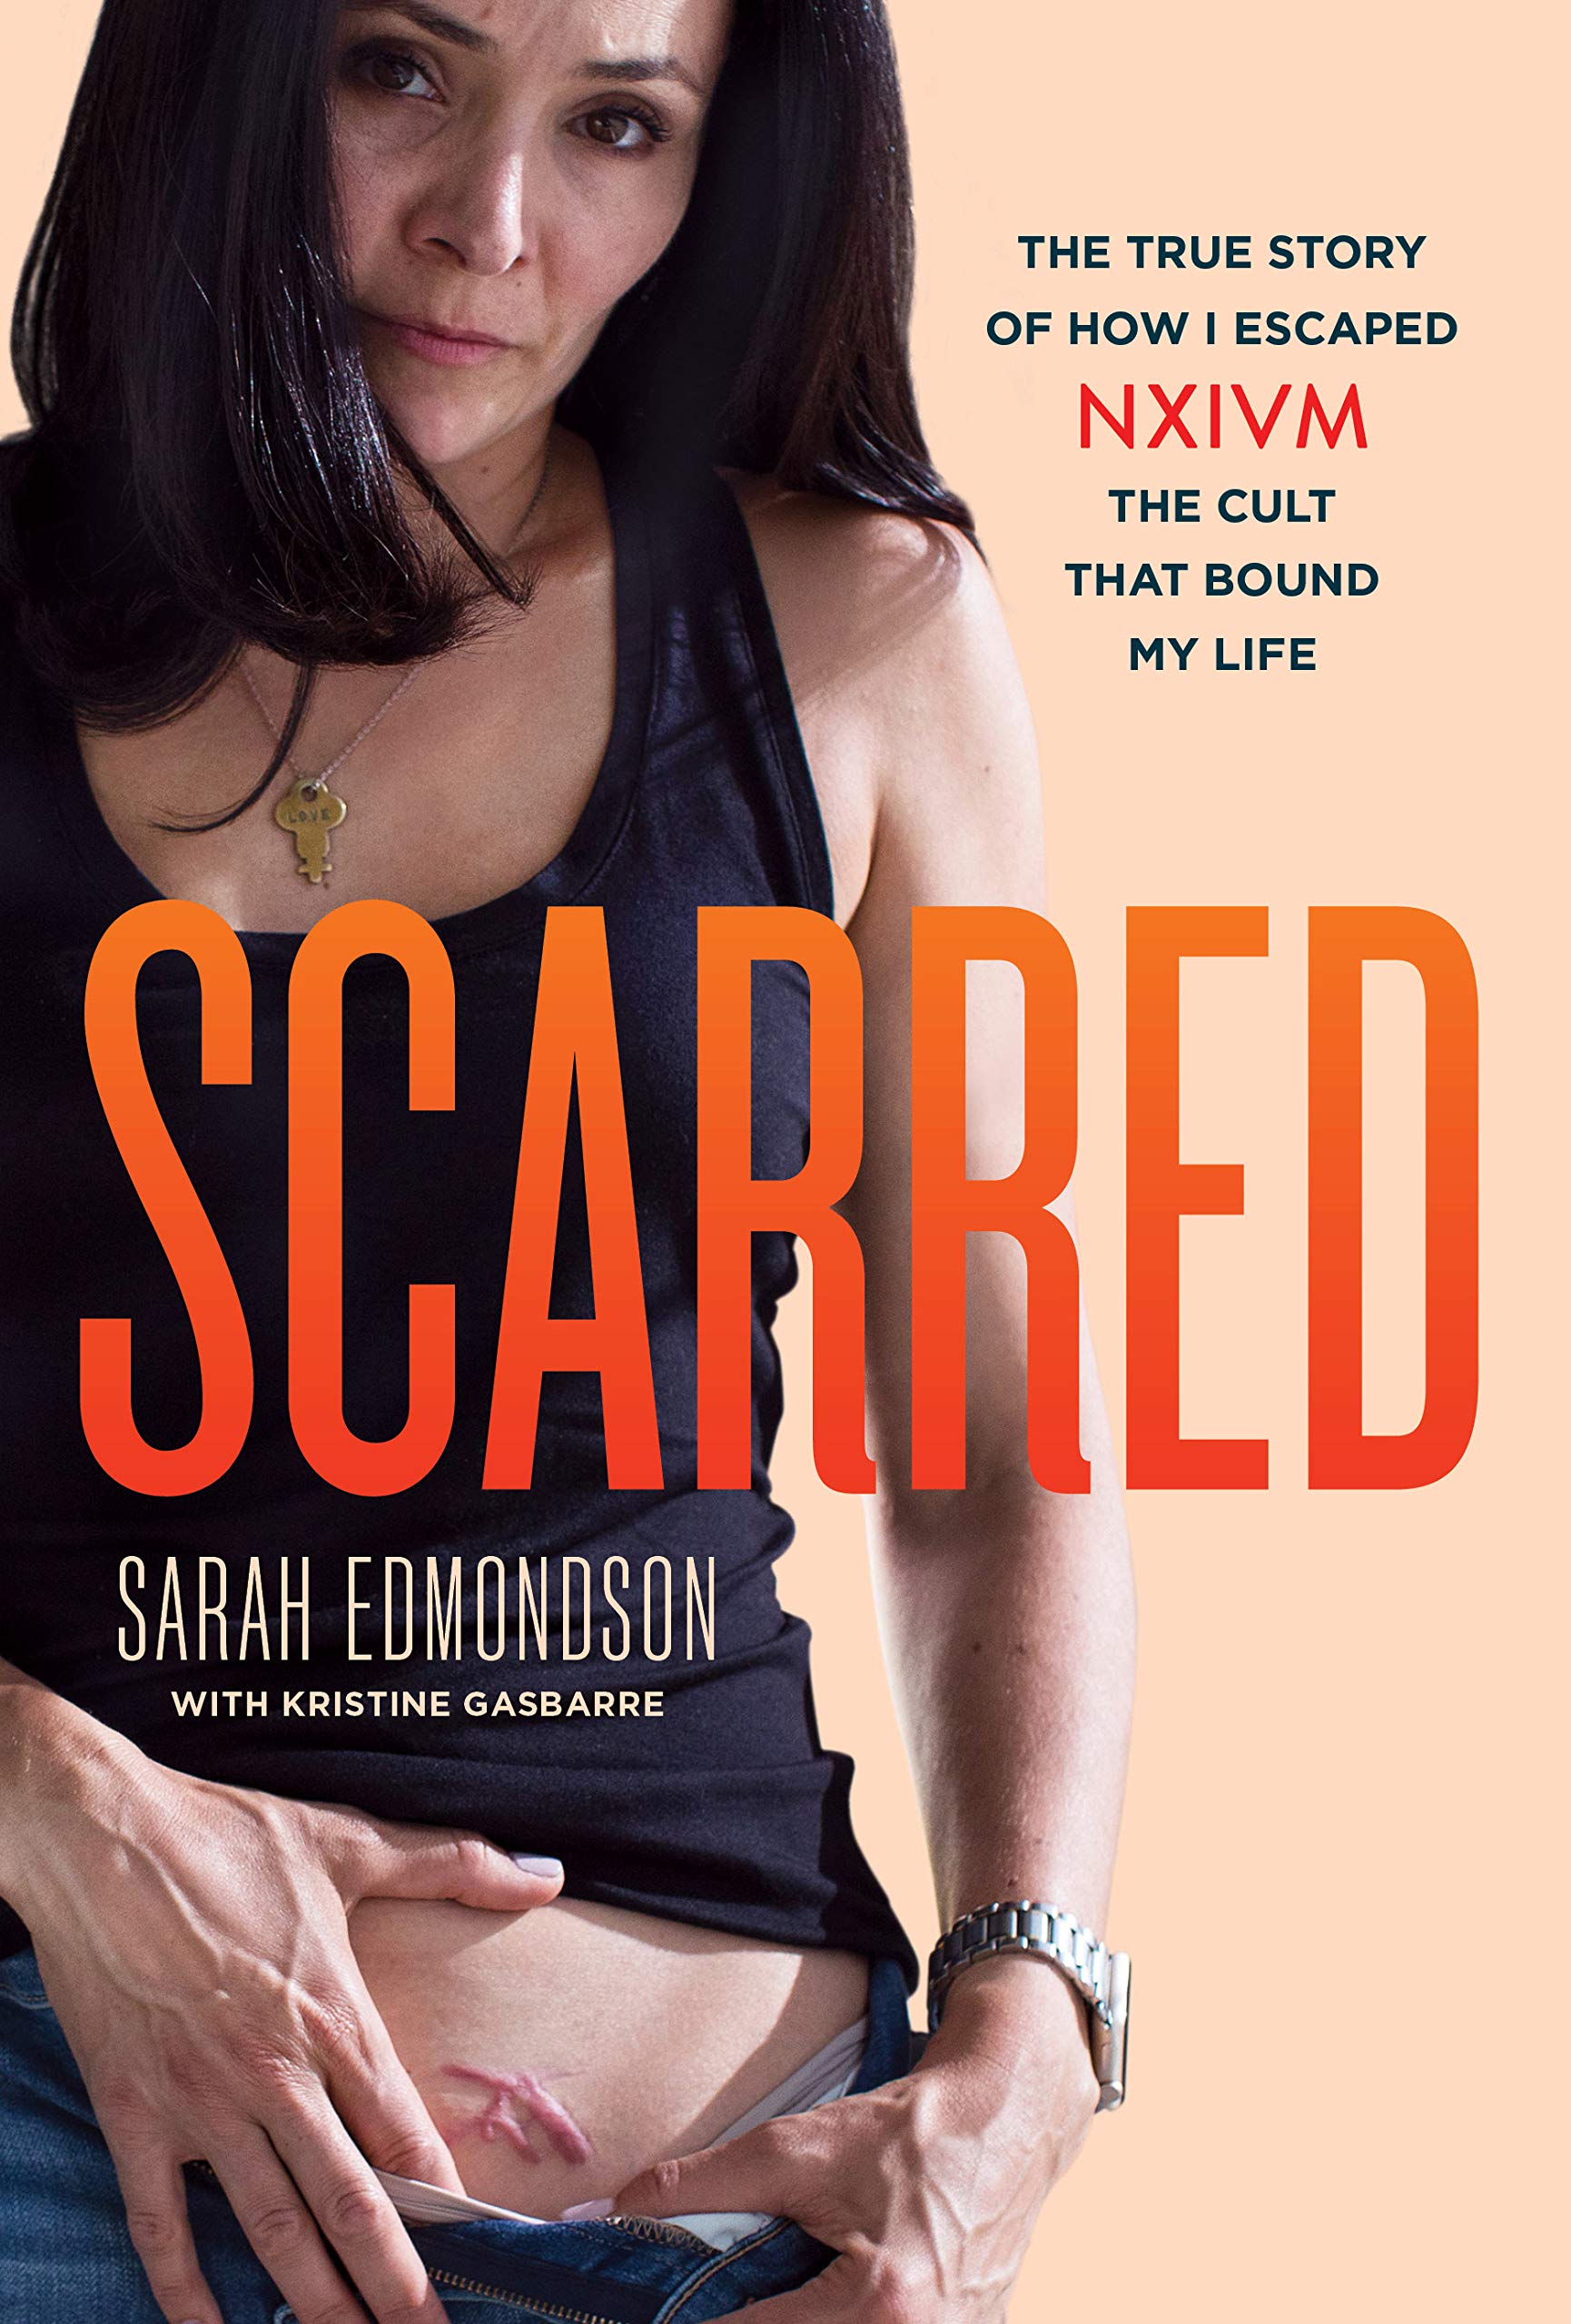 THE TRUE STORY
OF HOW I ESCAPED
NXIVM
THE CULT
THAT BOUND
MY LIFE
LOVE
SCARRED
SARAH EDMONDSON
WITH KRISTINE GASBARRE